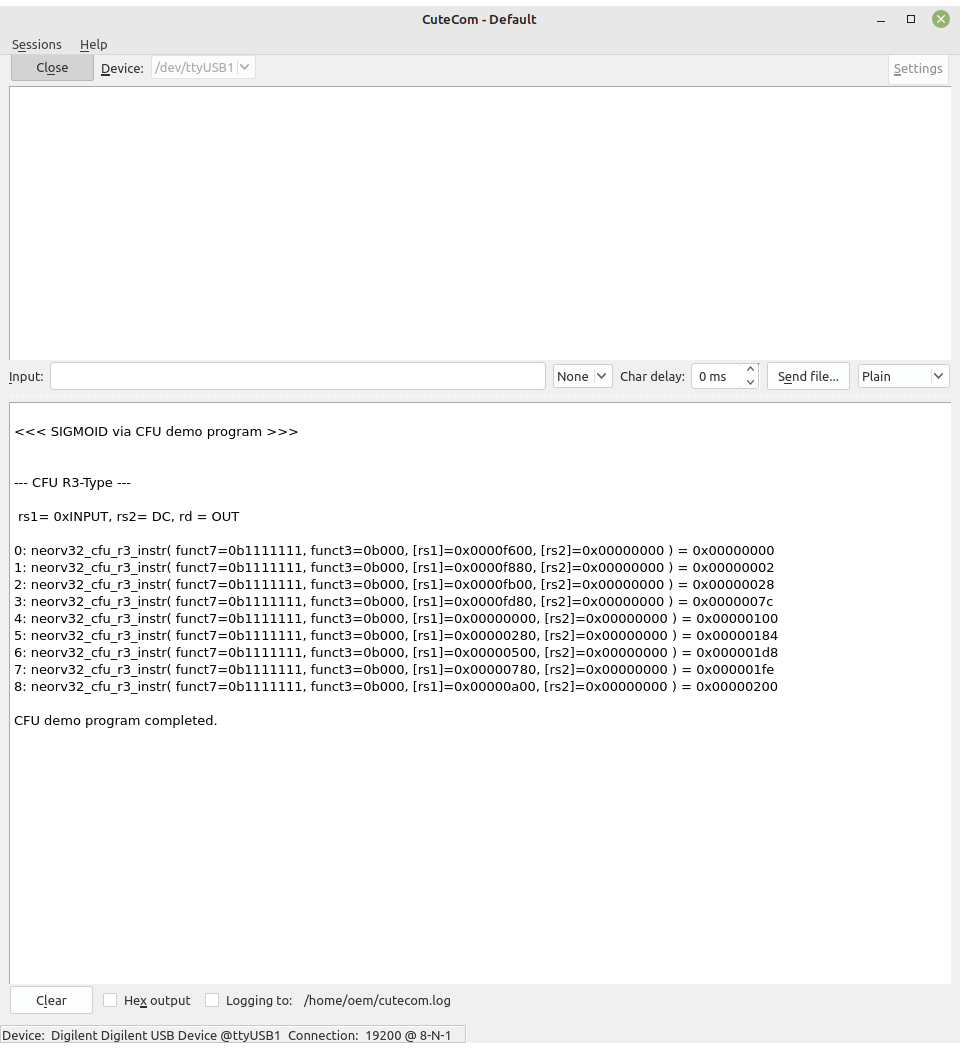 CuteCom - Default
Sessions Help
Close Device: /dev/ttyUSB1 Settings
Input: None Char delay: 0 ms Send file... Plain
<<< SIGMOID via CFU demo program >>>
--- CFU R3-Type ---
rs1= 0xINPUT, rs2= DC, rd = OUT
0: neorv32_cfu_r3_instr( funct7=0b1111111, funct3=0b000, [rs1]=0x0000f600, [rs2]=0x00000000 ) = 0x00000000
1: neorv32_cfu_r3_instr( funct7=0b1111111, funct3=0b000, [rs1]=0x0000f880, [rs2]=0x00000000 ) = 0x00000002
2: neorv32_cfu_r3_instr( funct7=0b1111111, funct3=0b000, [rs1]=0x0000fb00, [rs2]=0x00000000 ) = 0x00000028
3: neorv32_cfu_r3_instr( funct7=0b1111111, funct3=0b000, [rs1]=0x0000fd80, [rs2]=0x00000000 ) = 0x0000007c
4: neorv32_cfu_r3_instr( funct7=0b1111111, funct3=0b000, [rs1]=0x00000000, [rs2]=0x00000000 ) = 0x00000100
5: neorv32_cfu_r3_instr( funct7=0b1111111, funct3=0b000, [rs1]=0x00000280, [rs2]=0x00000000 ) = 0x00000184
6: neorv32_cfu_r3_instr( funct7=0b1111111, funct3=0b000, [rs1]=0x00000500, [rs2]=0x00000000 ) = 0x000001d8
7: neorv32_cfu_r3_instr( funct7=0b1111111, funct3=0b000, [rs1]=0x00000780, [rs2]=0x00000000 ) = 0x000001fe
8: neorv32_cfu_r3_instr( funct7=0b1111111, funct3=0b000, [rs1]=0x00000a00, [rs2]=0x00000000 ) = 0x00000200
CFU demo program completed.
Clear Hex output Logging to: /home/oem/cutecom.log
Device: Digilent Digilent USB Device @ttyUSB1 Connection: 19200 @ 8-N-1